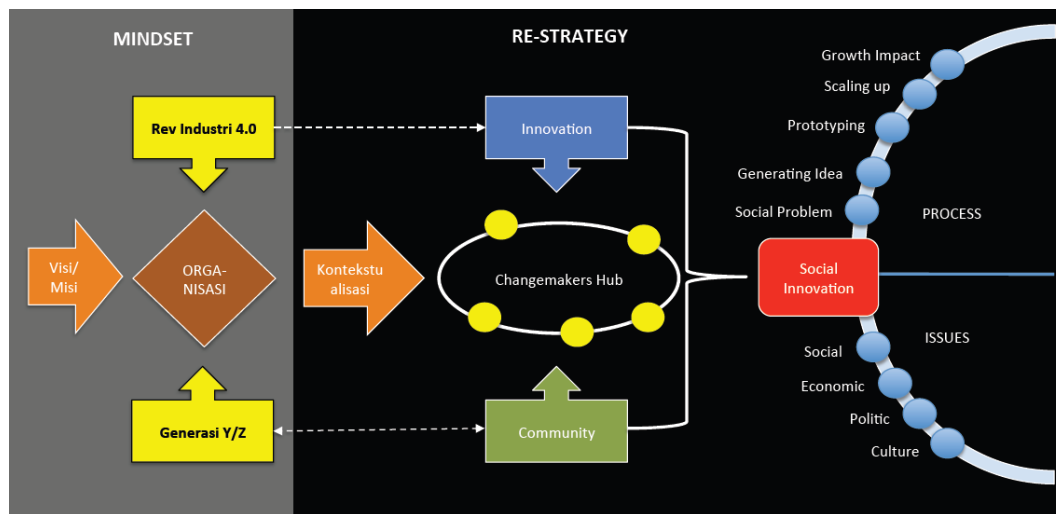 MINDSET
RE-STRATEGY
Rev Industri 4.0
Innovation
Visi/
Misi
ORGA-
NISASI
Kontekstu
alisasi
Changemakers Hub
Generasi Y/Z
Community
Growth Impact
Scaling up
Prototyping
Generating Idea
Social Problem
PROCESS
Social
Innovation
ISSUES
Social
Economic
Politic
Culture